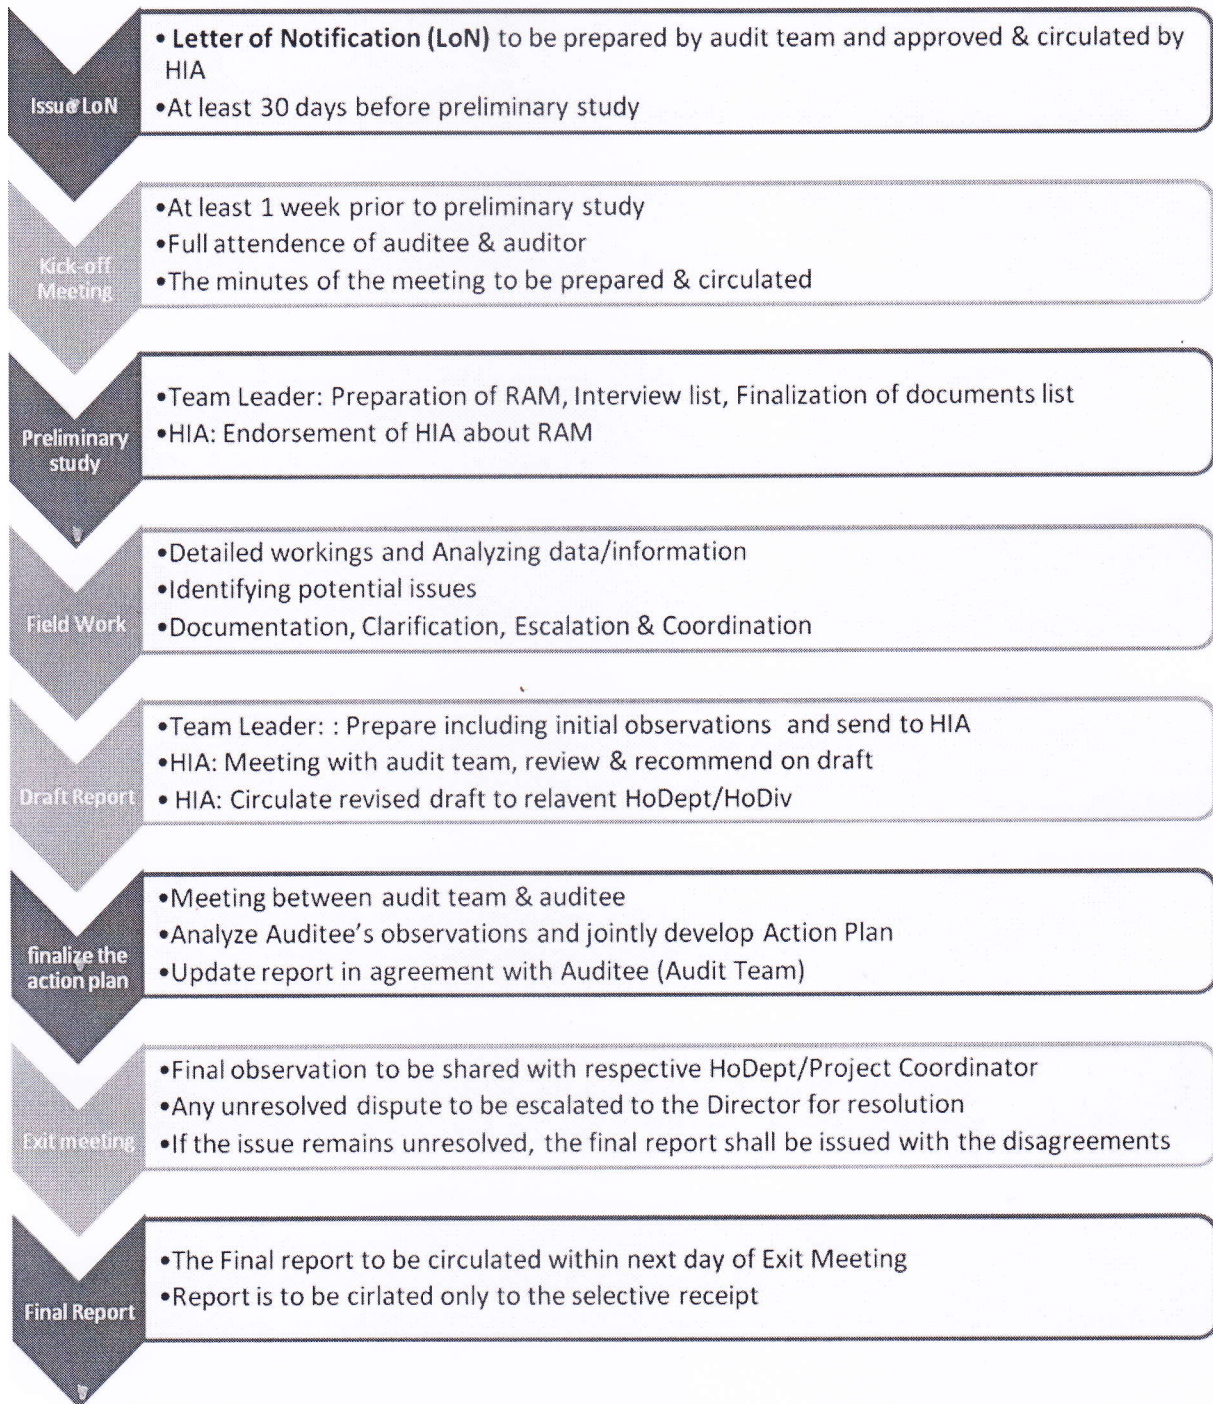 • Letter of Notification (LoN) to be prepared by audit team and approved & circulated by
HIA
•At least 30 days before preliminary study
Issue LoN
•At least 1 week prior to preliminary study
•Full attendence of auditee & auditor
•The minutes of the meeting to be prepared & circulated
Kick-off
Meeting
•Team Leader: Preparation of RAM, Interview list, Finalization of documents list
•HIA: Endorsement of HIA about RAM
Preliminary
study
•Detailed workings and Analyzing data/information
•Identifying potential issues
•Documentation, Clarification, Escalation & Coordination
Field Work
•Team Leader: : Prepare including initial observations and send to HIA
•HIA: Meeting with audit team, review & recommend on draft
• HIA: Circulate revised draft to relavent HoDept/HoDiv
Draft Report
•Meeting between audit team & auditee
•Analyze Auditee's observations and jointly develop Action Plan
•Update report in agreement with Auditee (Audit Team)
finalize the
action plan
•Final observation to be shared with respective HoDept/Project Coordinator
•Any unresolved dispute to be escalated to the Director for resolution
•If the issue remains unresolved, the final report shall be issued with the disagreements
Exit meeting
•The Final report to be circulated within next day of Exit Meeting
•Report is to be cirlated only to the selective receipt
Final Report